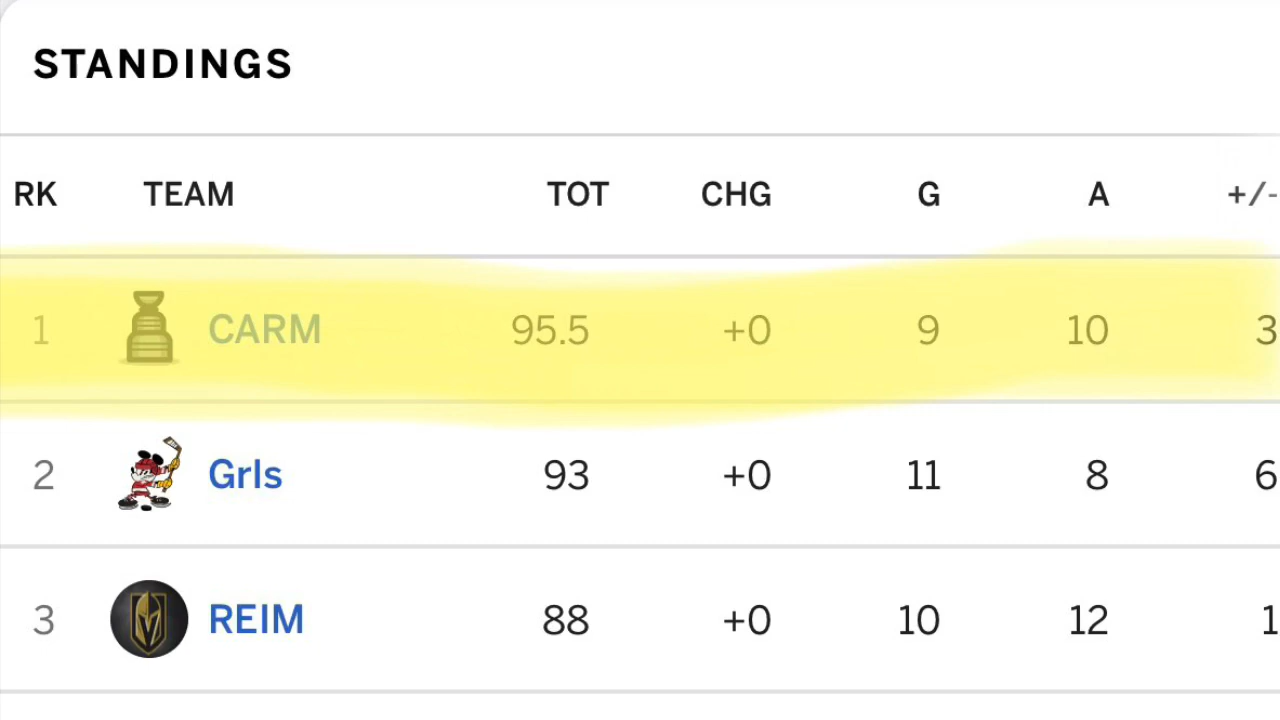 STANDINGS
RK TEAM TOT CHG G A +/-
1 CARM 95.5 +0 9 10 3
2 Grls 93 +0 11 8 6
3 REIM 88 +0 10 12 1